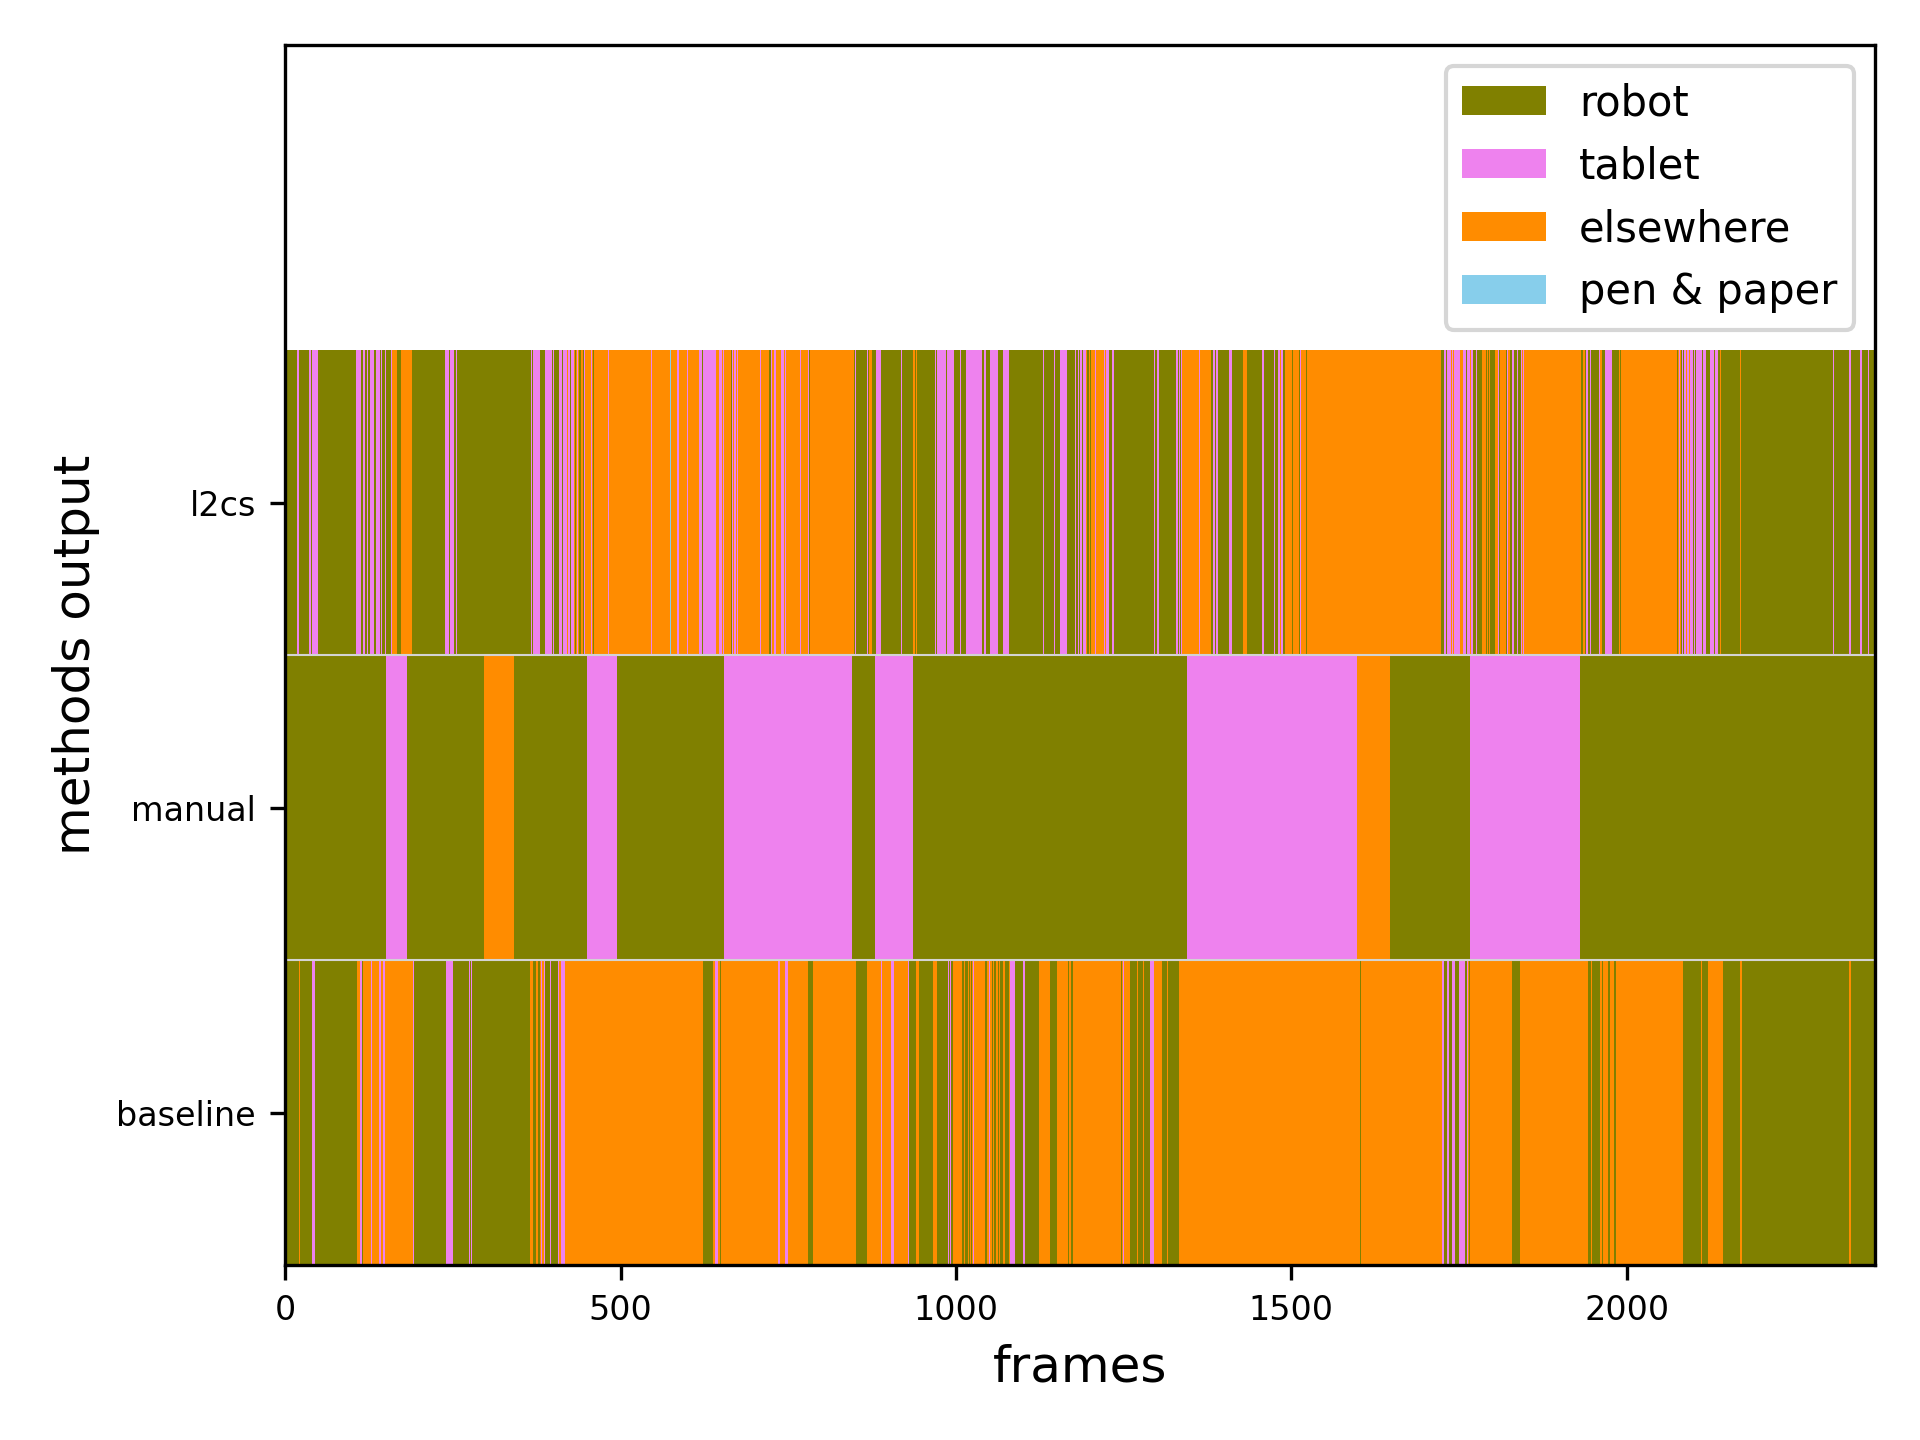 robot
tablet
elsewhere
pen & paper
methods output
l2cs
manual
baseline
0 500 1000 1500 2000
frames